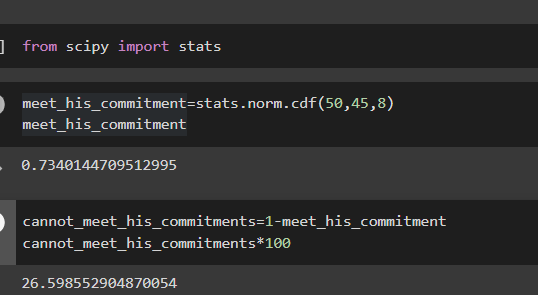 ] from scipy import stats
meet_his_commitment=stats.norm.cdf(50,45,8)
meet_his_commitment
0.7340144709512995
cannot_meet_his_commitments=1-meet_his_commitment
cannot_meet_his_commitments*100
26.598552904870054